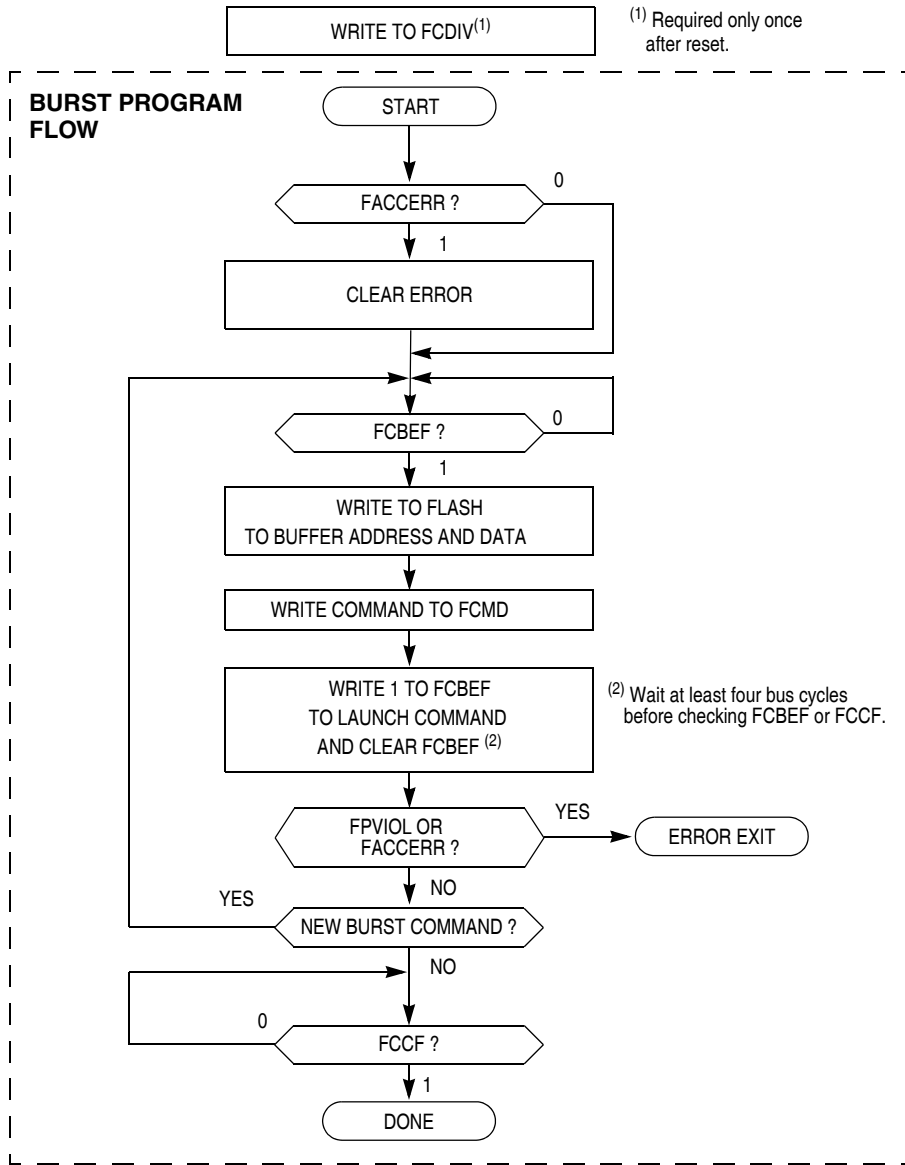 WRITE TO FCDIV(1)
(1) Required only once
after reset.
BURST PROGRAM
FLOW
START
FACCERR ?
0
1
CLEAR ERROR
FCBEF ?
0
1
WRITE TO FLASH
TO BUFFER ADDRESS AND DATA
WRITE COMMAND TO FCMD
WRITE 1 TO FCBEF
TO LAUNCH COMMAND
AND CLEAR FCBEF (2)
(2) Wait at least four bus cycles
before checking FCBEF or FCCF.
FPVIOL OR
FACCERR ?
YES
ERROR EXIT
NO
YES
NEW BURST COMMAND ?
NO
0
FCCF ?
1
DONE